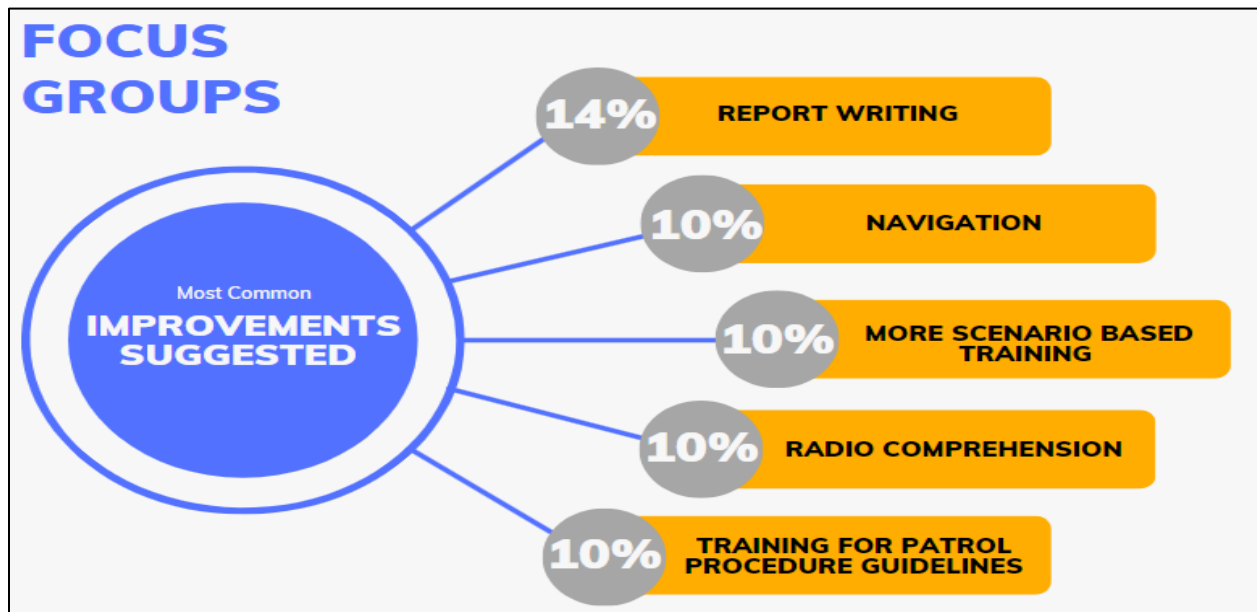 FOCUS
GROUPS
Most Common
IMPROVEMENTS
SUGGESTED
14%
REPORT WRITING
10%
NAVIGATION
10%
MORE SCENARIO BASED
TRAINING
10%
RADIO COMPREHENSION
10%
TRAINING FOR PATROL
PROCEDURE GUIDELINES